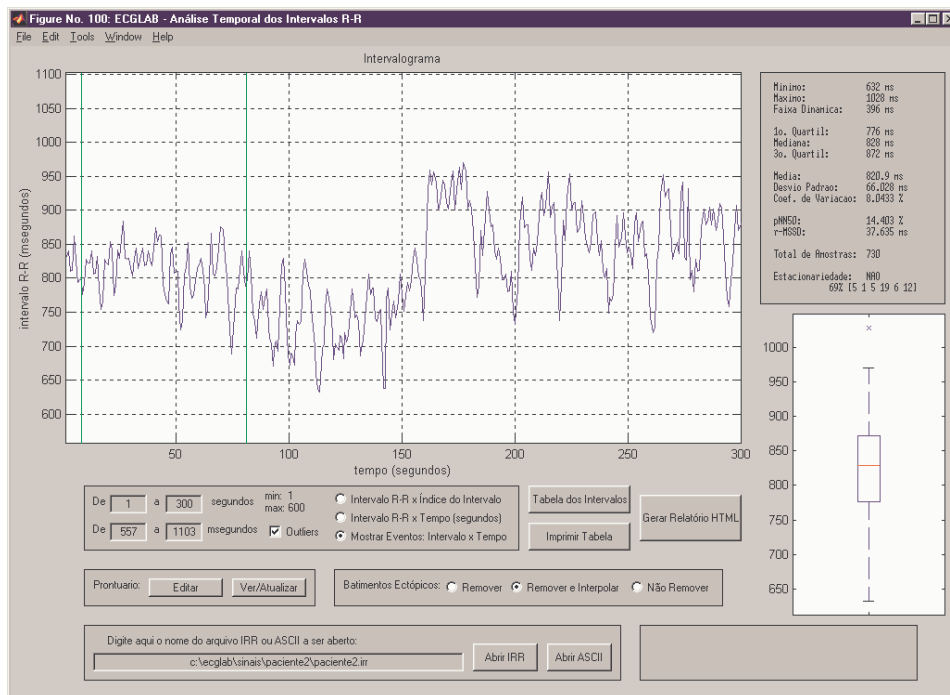 Figure No. 100: ECGLAB - Análise Temporal dos Intervalos R-R
File Edit Tools Window Help
Intervalograma
1100
1050
1000
950
900
850
800
750
700
650
600
intervalo R-R (msegundos)
50 100 150 200 250 300
tempo (segundos)
Minimo: 632 ms
Maximo: 1028 ms
Faixa Dinamica: 396 ms
1o. Quartil: 776 ms
Mediana: 828 ms
3o. Quartil: 872 ms
Media: 820.9 ms
Desvio Padrao: 66.028 ms
Coef. de Variacao: 8.0433 %
pNN50: 14.403 %
r-MSSD: 37.635 ms
Total de Amostras: 730
Estacionariedade: NAO
69% [5 1 5 19 6 12]
1000
950
900
850
800
750
700
650
De 1 a 300 segundos min: 1
max: 600
De 557 a 1103 msegundos Outliers
Intervalo R-R x Índice do Intervalo
Intervalo R-R x Tempo (segundos)
Mostrar Eventos: Intervalo x Tempo
Tabela dos Intervalos
Imprimir Tabela
Gerar Relatório HTML
Prontuario: Editar Ver/Atualizar
Batimentos Ectópicos: Remover Remover e Interpolar Não Remover
Digite aqui o nome do arquivo IRR ou ASCII a ser aberto:
c:\ecglab\sinais\paciente2\paciente2.irr
Abrir IRR Abrir ASCII